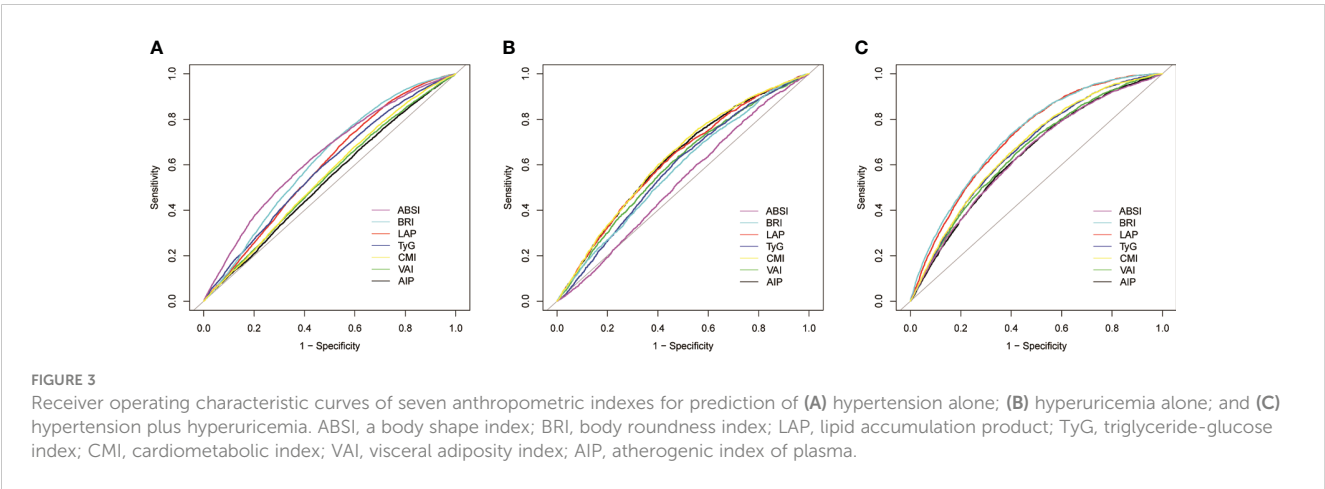 A
B
C
1.0
0.8
0.6
0.4
0.2
0.0
Sensitivity
ABSI
BRI
LAP
TyG
CMI
VAI
AIP
0.0 0.2 0.4 0.6 0.8 1.0
1 − Specificity
1.0
0.8
0.6
0.4
0.2
0.0
Sensitivity
ABSI
BRI
LAP
TyG
CMI
VAI
AIP
0.0 0.2 0.4 0.6 0.8 1.0
1 − Specificity
1.0
0.8
0.6
0.4
0.2
0.0
Sensitivity
ABSI
BRI
LAP
TyG
CMI
VAI
AIP
0.0 0.2 0.4 0.6 0.8 1.0
1 − Specificity
FIGURE 3
Receiver operating characteristic curves of seven anthropometric indexes for prediction of (A) hypertension alone; (B) hyperuricemia alone; and (C)
hypertension plus hyperuricemia. ABSI, a body shape index; BRI, body roundness index; LAP, lipid accumulation product; TyG, triglyceride-glucose
index; CMI, cardiometabolic index; VAI, visceral adiposity index; AIP, atherogenic index of plasma.